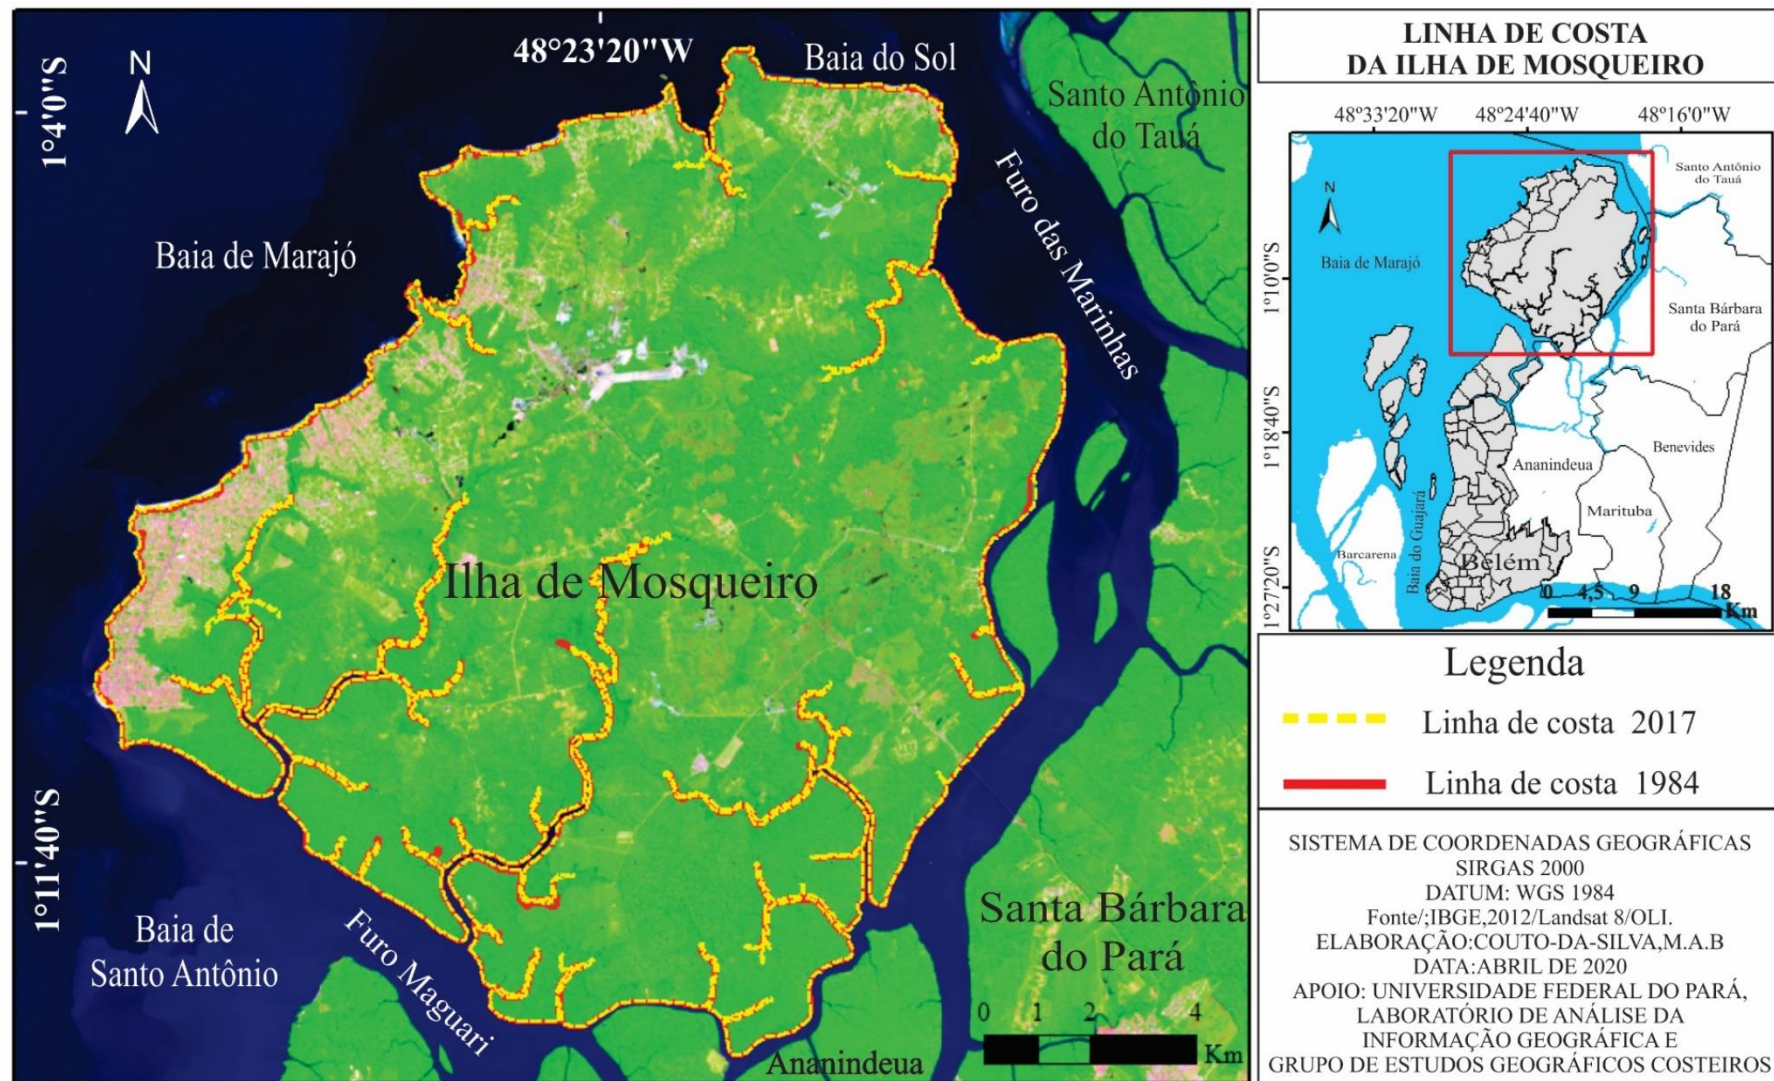 48°23'20"W
Baia do Sol
N
1°4'0"S
Santo Antônio
do Tauá
Furo das Marinhas
Baia de Marajó
Ilha de Mosqueiro
1°11'40"S
Baia de
Santo Antônio
Furo Maguari
Santa Bárbara
do Pará
0 1 2 4
Km
Ananindeua
LINHA DE COSTA
DA ILHA DE MOSQUEIRO
48°33'20"W 48°24'40"W 48°16'0"W
Santo Antônio
do Tauá
N
Baia de Marajó
1°10'0"S
Santa Bárbara
do Pará
1°18'40"S
Benevides
Ananindeua
Marituba
Baia do Guajará
Barcarena
Belém
1°27'20"S
0 4,5 9 18
Km
Legenda
Linha de costa 2017
Linha de costa 1984
SISTEMA DE COORDENADAS GEOGRÁFICAS
SIRGAS 2000
DATUM: WGS 1984
Fonte/;IBGE,2012/Landsat 8/OLI.
ELABORAÇÃO:COUTO-DA-SILVA,M.A.B
DATA:ABRIL DE 2020
APOIO: UNIVERSIDADE FEDERAL DO PARÁ,
LABORATÓRIO DE ANÁLISE DA
INFORMAÇÃO GEOGRÁFICA E
GRUPO DE ESTUDOS GEOGRÁFICOS COSTEIROS